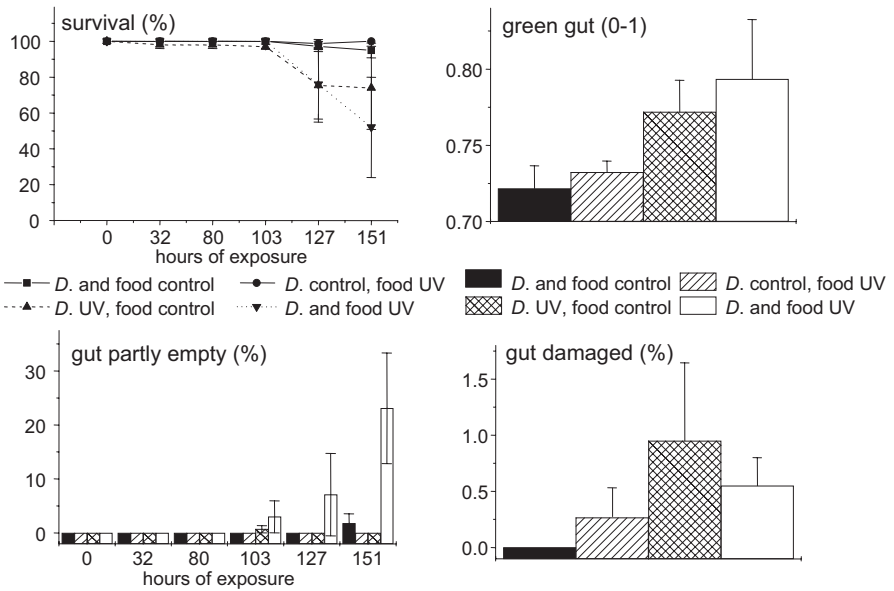 survival (%)
100
80
60
40
20
0
0 32 80 103 127 151
hours of exposure
green gut (0-1)
0.80
0.75
0.70
D. and food control
D. control, food UV
D. UV, food control
D. and food UV
D. and food control
D. control, food UV
D. UV, food control
D. and food UV
gut partly empty (%)
30
20
10
0
0 32 80 103 127 151
hours of exposure
gut damaged (%)
1.5
1.0
0.5
0.0